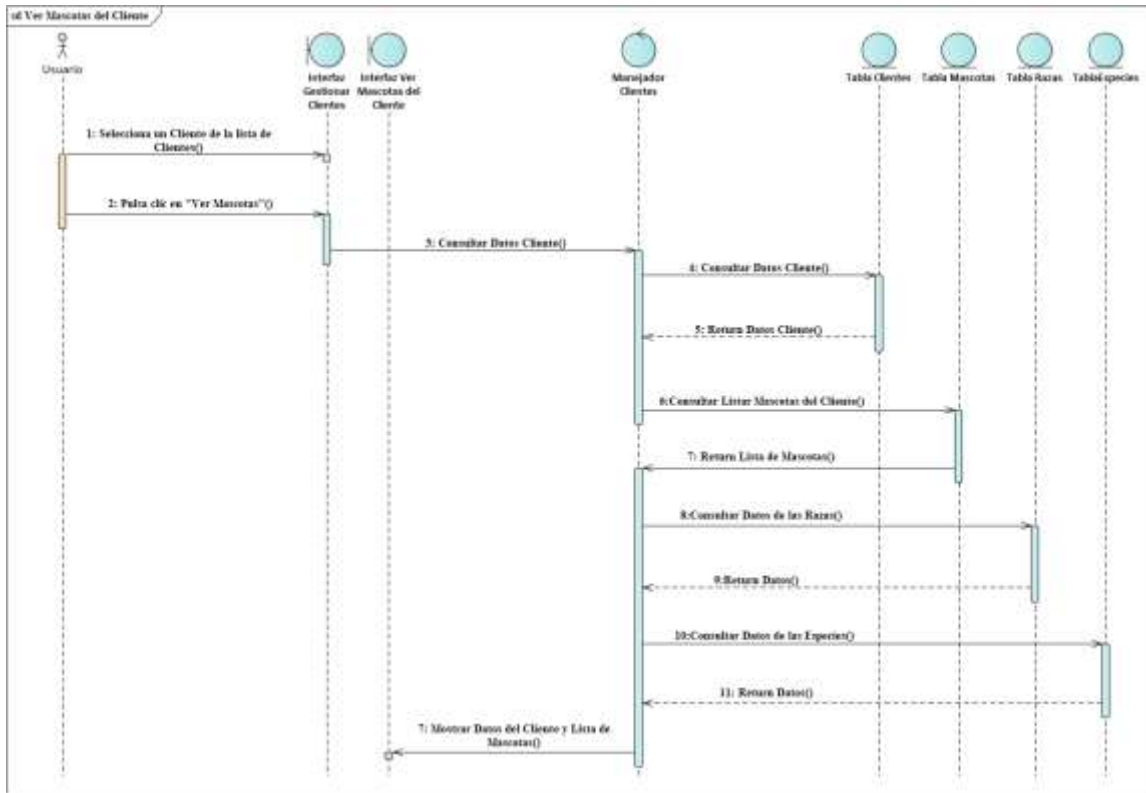 sd Ver Mascotas del Cliente
Usuario
Interfaz
Gestionar
Clientes
Interfaz Ver
Mascotas del
Cliente
Manejador
Clientes
Tabla Clientes
Tabla Mascotas
Tabla Razas
TablaEspecies
1: Selecciona un Cliente de la lista de
Clientes()
2: Pulsa clic en "Ver Mascotas"()
3: Consultar Datos Cliente()
4: Consultar Datos Cliente()
5: Return Datos Cliente()
6:Consultar Listar Mascotas del Cliente()
7: Return Lista de Mascotas()
8:Consultar Datos de las Razas()
9:Return Datos()
10:Consultar Datos de las Especies()
11: Return Datos()
7: Mostrar Datos del Cliente y Lista de
Mascotas()